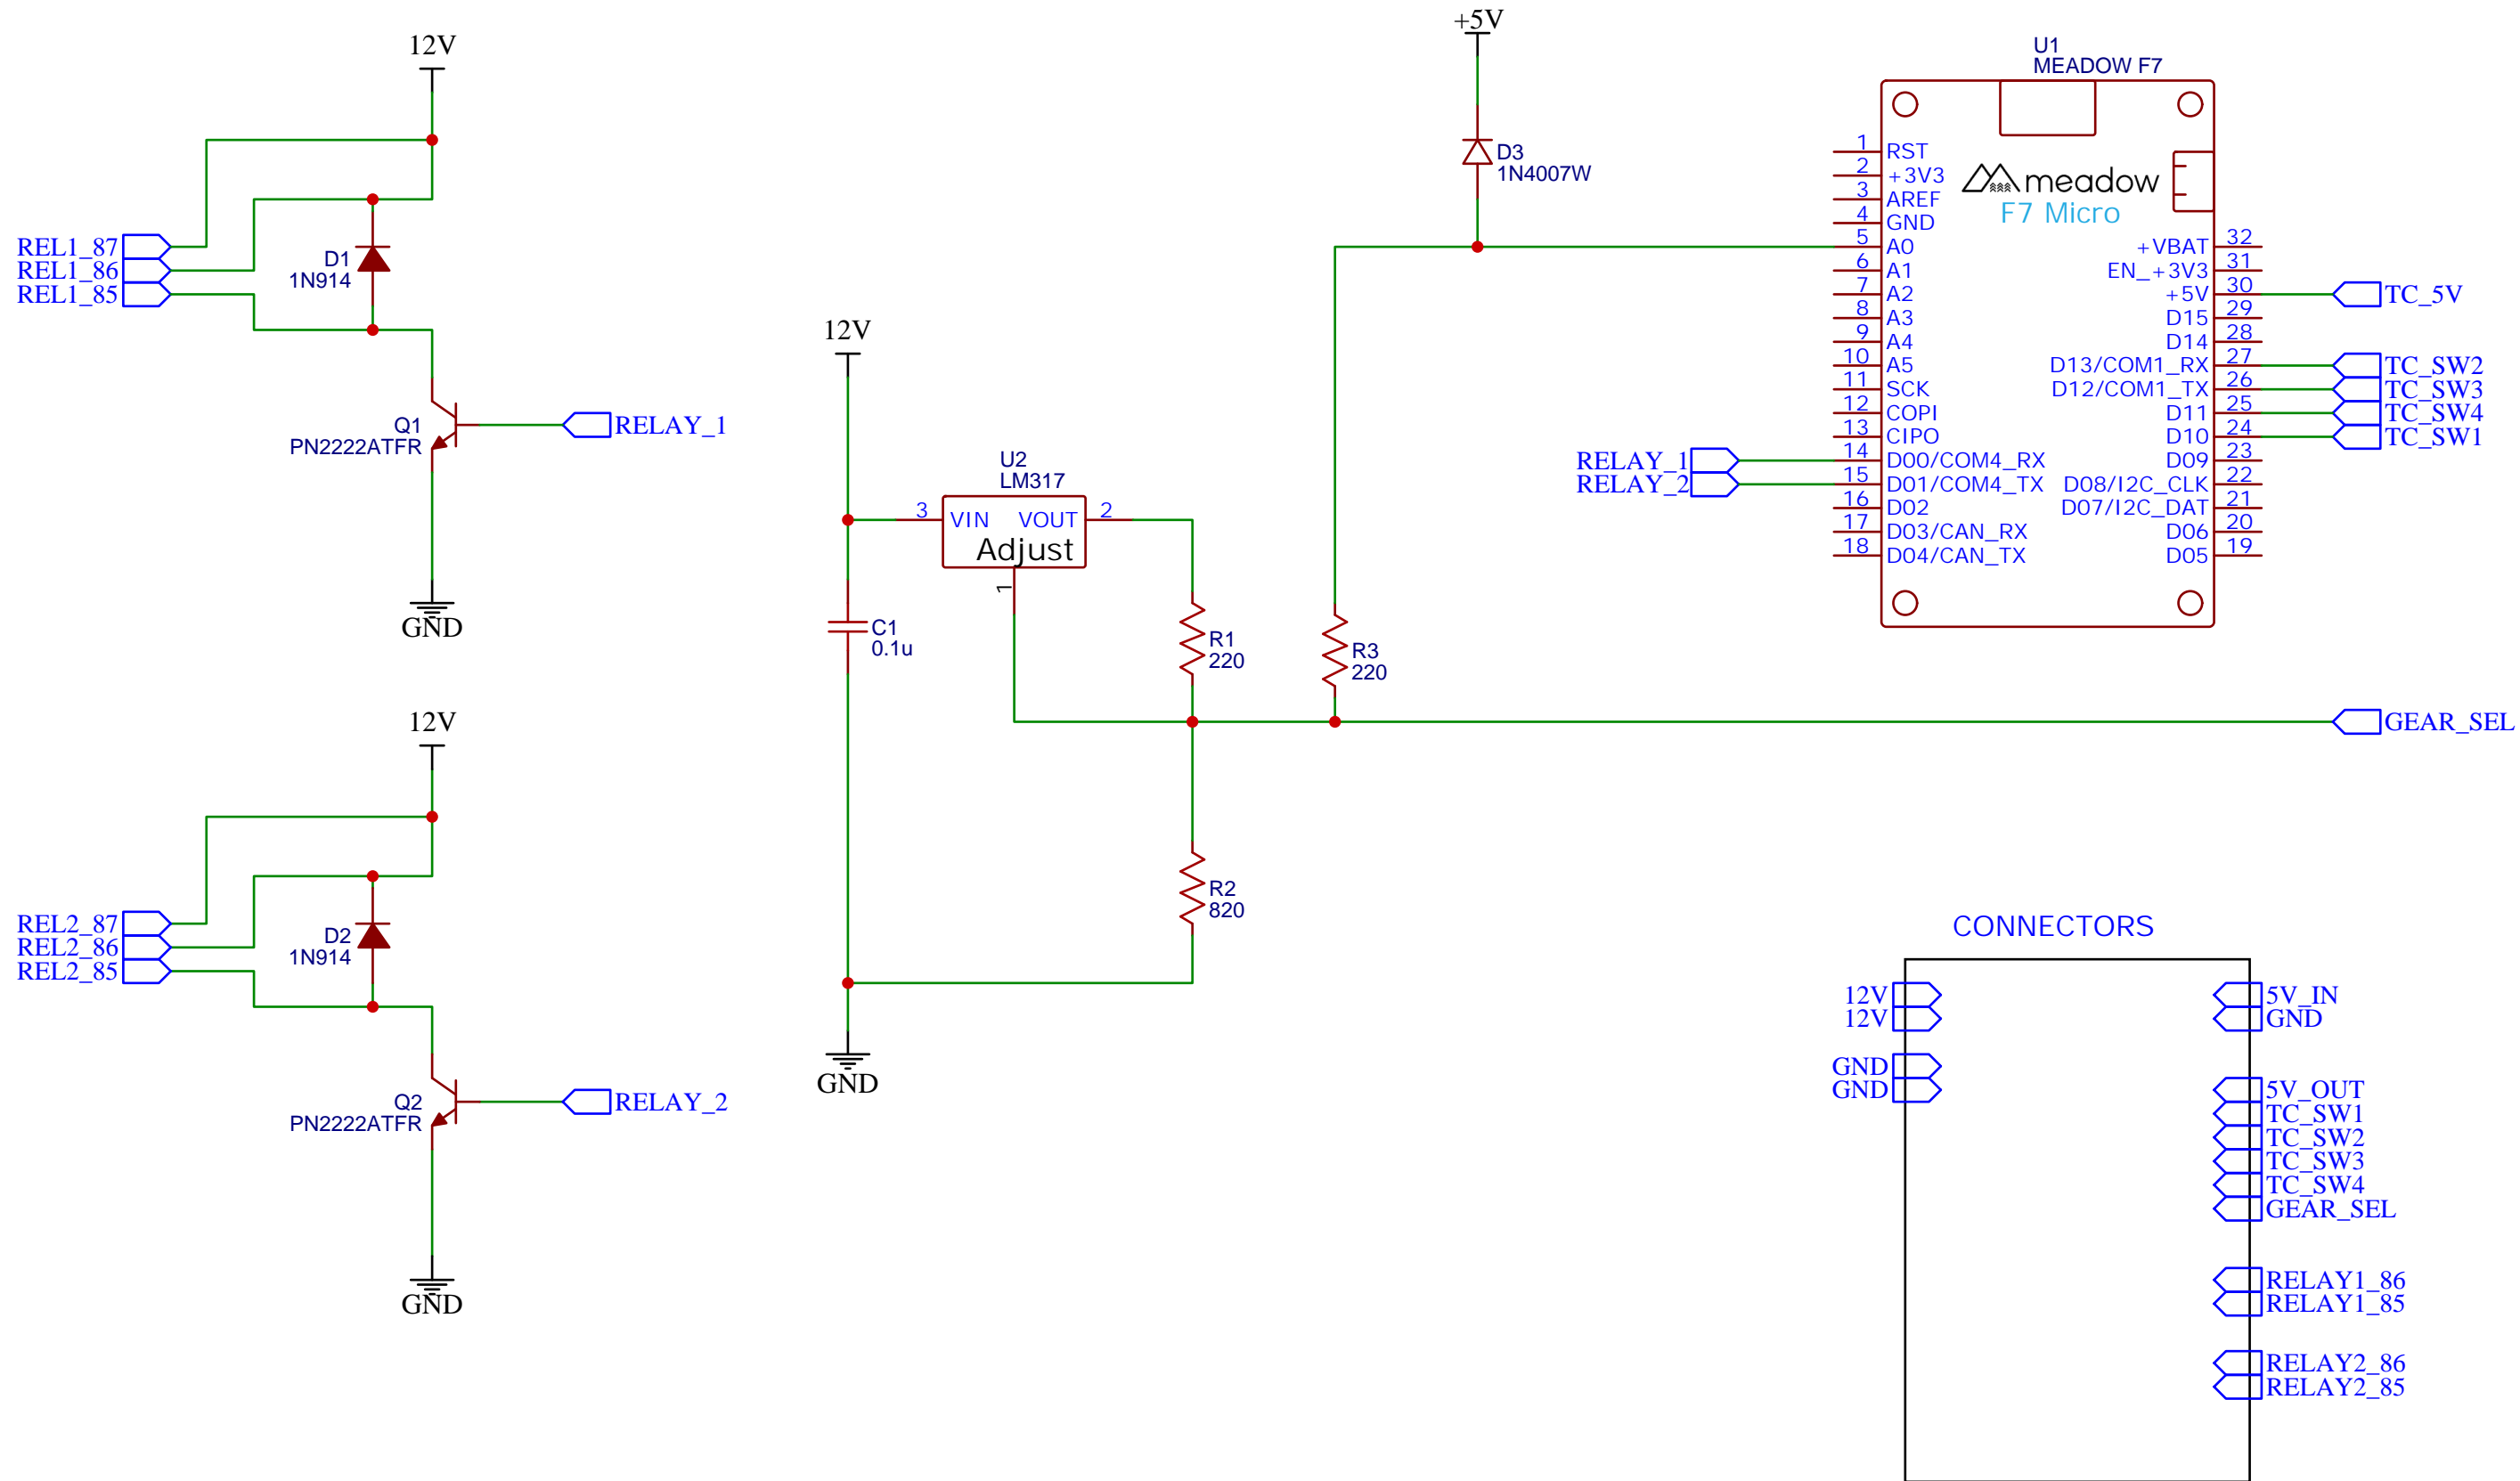 12V
REL1_87
REL1_86
REL1_85
D1
1N914
Q1
PN2222ATFR
RELAY_1
GND
12V
REL2_87
REL2_86
REL2_85
D2
1N914
Q2
PN2222ATFR
RELAY_2
GND
12V
U2
LM317
3
VIN
VOUT
2
Adjust
1
C1
0.1u
R1
220
R2
820
GND
+5V
D3
1N4007W
R3
220
GEAR_SEL
U1
MEADOW F7
meadow
F7 Micro
1 RST
2 +3V3
3 AREF
4 GND
5 A0
6 A1
7 A2
8 A3
9 A4
10 A5
11 SCK
12 COPI
13 CIPO
RELAY_1 14 D00/COM4_RX
RELAY_2 15 D01/COM4_TX
16 D02
17 D03/CAN_RX
18 D04/CAN_TX
+VBAT 32
EN_+3V3 31
+5V 30 TC_5V
D15 29
D14 28
D13/COM1_RX 27 TC_SW2
D12/COM1_TX 26 TC_SW3
D11 25 TC_SW4
D10 24 TC_SW1
D09 23
D08/I2C_CLK 22
D07/I2C_DAT 21
D06 20
D05 19
CONNECTORS
12V
12V
GND
GND
5V_IN
GND
5V_OUT
TC_SW1
TC_SW2
TC_SW3
TC_SW4
GEAR_SEL
RELAY1_86
RELAY1_85
RELAY2_86
RELAY2_85